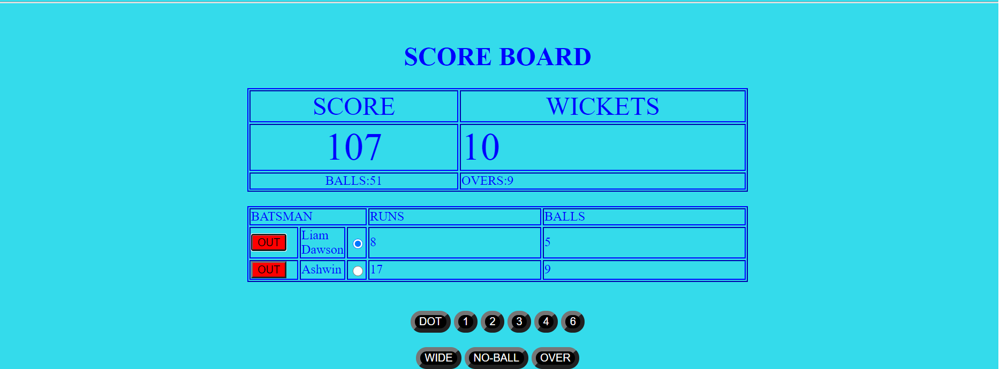 SCORE BOARD
SCORE WICKETS
107 10
BALLS:51 OVERS:9
BATSMAN RUNS BALLS
OUT Liam Dawson 8 5
OUT Ashwin 17 9
DOT 1 2 3 4 6
WIDE NO-BALL OVER